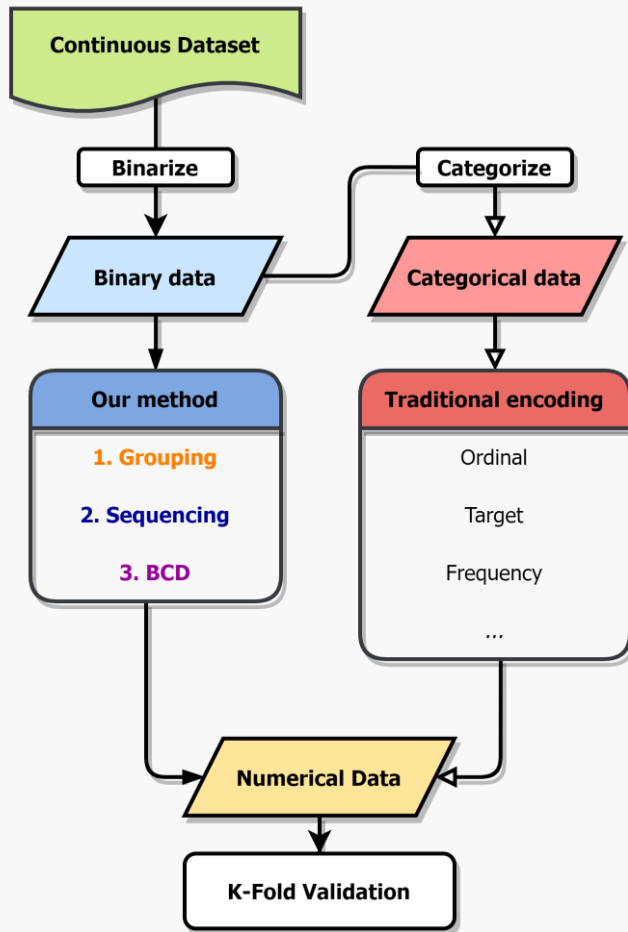 Continuous Dataset
Binarize
Categorize
Binary data
Categorical data
Our method
1. Grouping
2. Sequencing
3. BCD
Traditional encoding
Ordinal
Target
Frequency
...
Numerical Data
K-Fold Validation